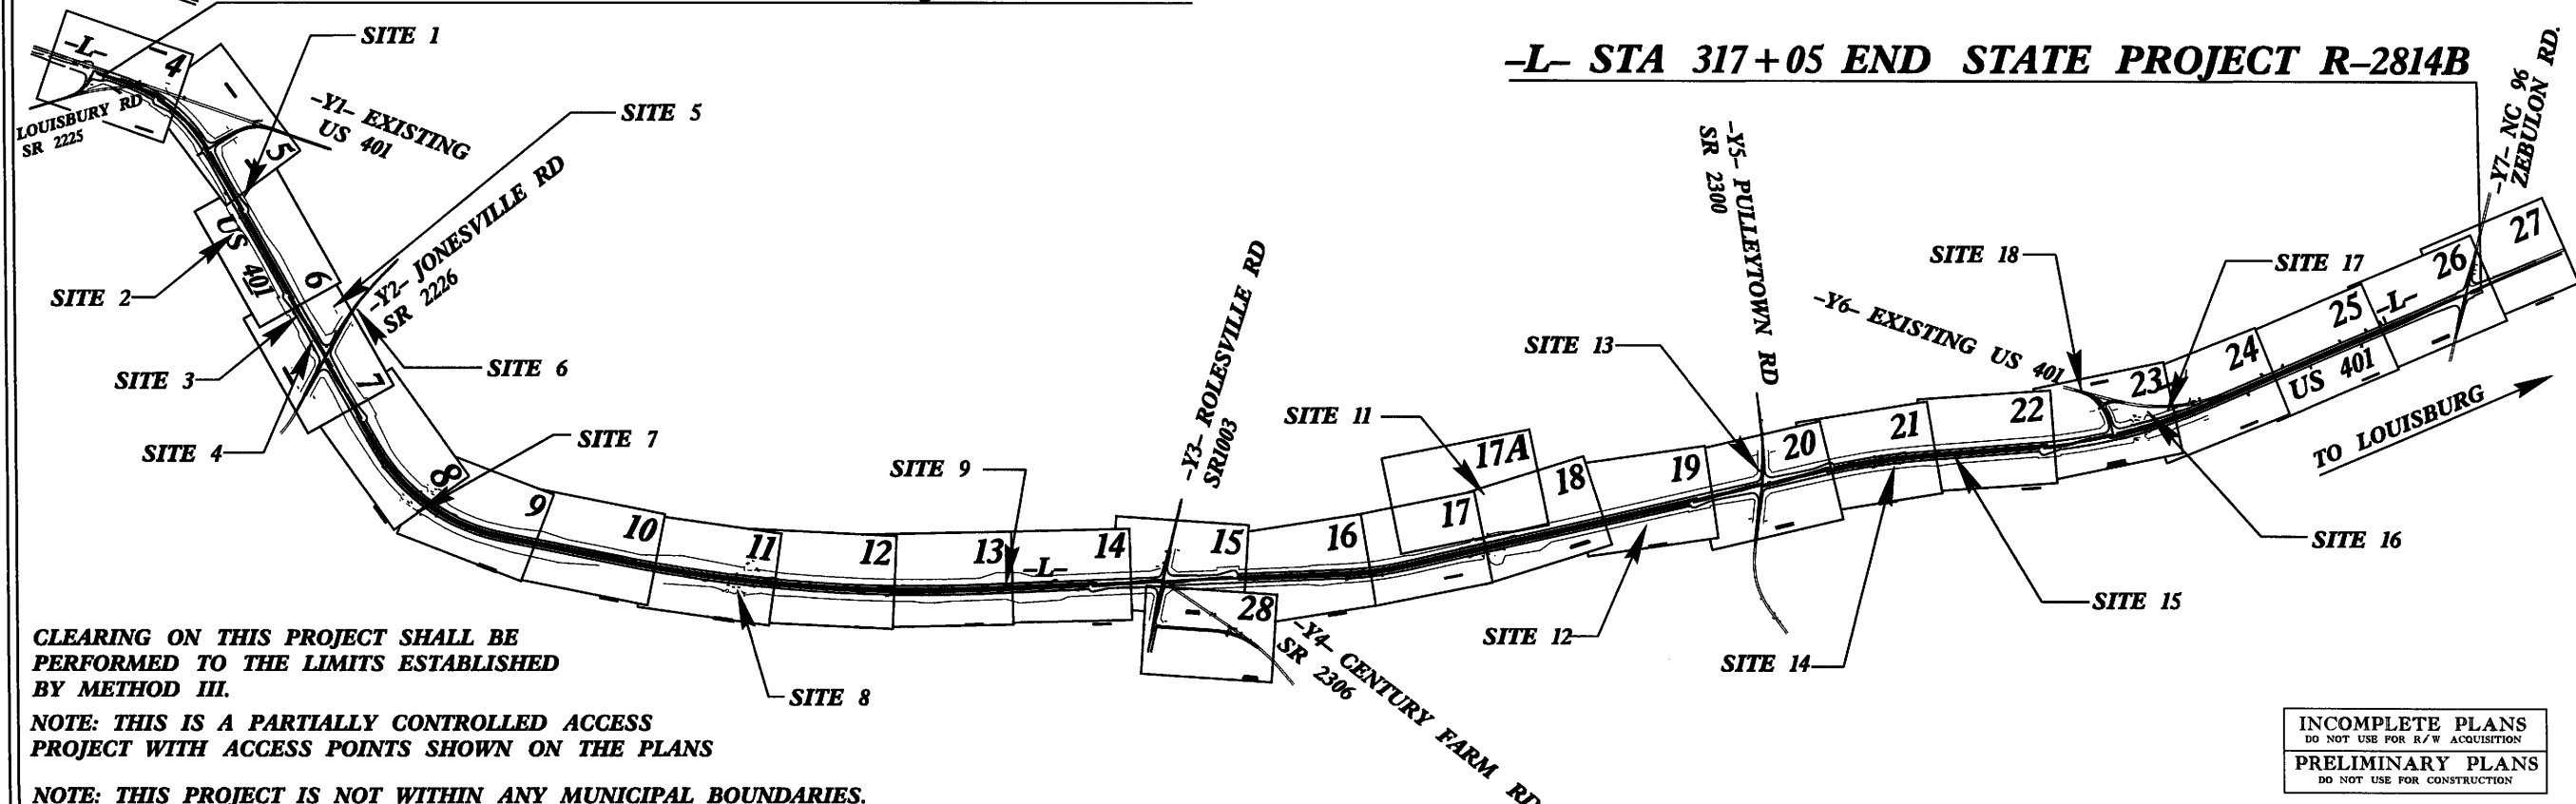 -L- STA 317+05 END STATE PROJECT R-2814B
-L-
4
SITE 1
LOUISBURY RD
SR 2225
5
-Y1- EXISTING
US 401
SITE 5
US 401
SITE 2
6
-Y2- JONESVILLE RD
SR 2226
SITE 3
SITE 6
7
SITE 4
8
SITE 7
9
10
11
SITE 8
12
13
SITE 9
-L-
14
-Y3- ROLESVILLE RD
SR1003
15
28
-Y4- CENTURY FARM RD
SR 2306
16
17
SITE 11
17A
18
SITE 12
19
SITE 13
-Y5- PULLEYTOWN RD
SR 2300
20
SITE 14
21
SITE 15
22
-Y6- EXISTING US 401
SITE 18
23
SITE 17
SITE 16
24
25
-L-
US 401
26
27
-Y7- NC 96
ZEBULON RD.
TO LOUISBURG
CLEARING ON THIS PROJECT SHALL BE
PERFORMED TO THE LIMITS ESTABLISHED
BY METHOD III.
NOTE: THIS IS A PARTIALLY CONTROLLED ACCESS
PROJECT WITH ACCESS POINTS SHOWN ON THE PLANS
NOTE: THIS PROJECT IS NOT WITHIN ANY MUNICIPAL BOUNDARIES.
INCOMPLETE PLANS
DO NOT USE FOR R/W ACQUISITION
PRELIMINARY PLANS
DO NOT USE FOR CONSTRUCTION